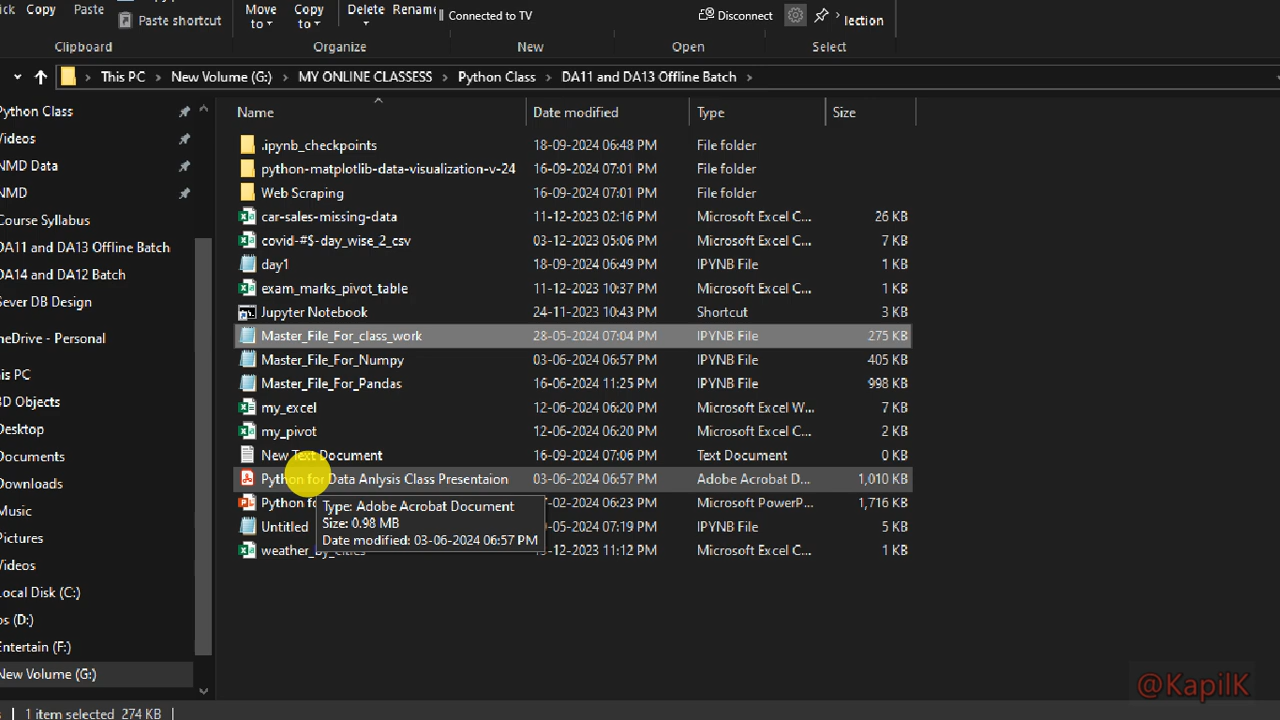 Copy Paste Paste shortcut Move to Copy to Delete Connected to TV Disconnect lection
Clipboard Organize New Open Select
This PC New Volume (G:) MY ONLINE CLASSESS Python Class DA11 and DA13 Offline Batch
Name Date modified Type Size
.ipynb_checkpoints 18-09-2024 06:48 PM File folder
python-matplotlib-data-visualization-v-24 16-09-2024 07:01 PM File folder
Web Scraping 16-09-2024 07:01 PM File folder
car-sales-missing-data 11-12-2023 02:16 PM Microsoft Excel C... 26 KB
covid-#$-day_wise_2_csv 03-12-2023 05:06 PM Microsoft Excel C... 7 KB
day1 18-09-2024 06:49 PM IPYNB File 1 KB
exam_marks_pivot_table 11-12-2023 10:37 PM Microsoft Excel C... 1 KB
Jupyter Notebook 24-11-2023 10:43 PM Shortcut 3 KB
Master_File_For_class_work 28-05-2024 07:04 PM IPYNB File 275 KB
Master_File_For_Numpy 03-06-2024 06:57 PM IPYNB File 405 KB
Master_File_For_Pandas 16-06-2024 11:25 PM IPYNB File 998 KB
my_excel 12-06-2024 06:20 PM Microsoft Excel W... 7 KB
my_pivot 12-06-2024 06:20 PM Microsoft Excel C... 2 KB
New Text Document 16-09-2024 07:06 PM Text Document 0 KB
Python for Data Anlysis Class Presentaion 03-06-2024 06:57 PM Adobe Acrobat D... 1,010 KB
Python fo 7-02-2024 06:23 PM Microsoft PowerP... 1,716 KB
Untitled 9-05-2024 07:19 PM IPYNB File 5 KB
weather_by_cities 12-2023 11:12 PM Microsoft Excel C... 1 KB
Type: Adobe Acrobat Document
Size: 0.98 MB
Date modified: 03-06-2024 06:57 PM
Python Class
Videos
NMD Data
NMD
Course Syllabus
DA11 and DA13 Offline Batch
DA14 and DA12 Batch
Sever DB Design
neDrive - Personal
is PC
3D Objects
Desktop
Documents
Downloads
Music
Pictures
Videos
Local Disk (C:)
os (D:)
Entertain (F:)
New Volume (G:)
1 item selected 274 KB
@KapilK